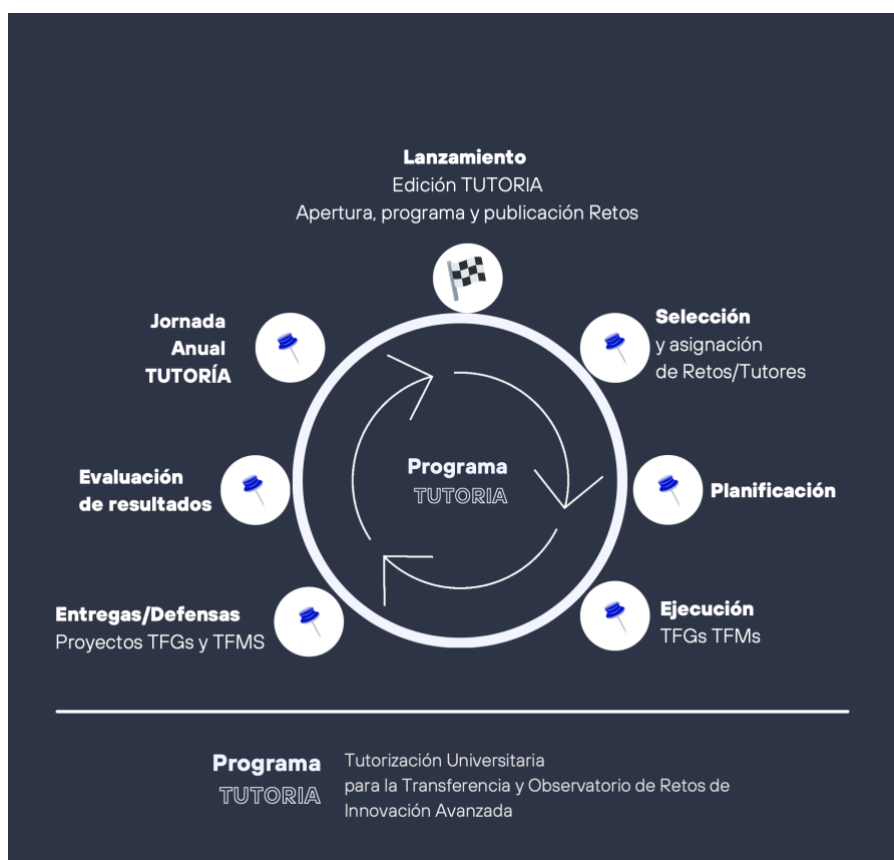 Lanzamiento
Edición TUTORIA
Apertura, programa y publicación Retos
Selección
y asignación
de Retos/Tutores
Planificación
Ejecución
TFGs TFMs
Entregas/Defensas
Proyectos TFGs y TFMS
Evaluación
de resultados
Jornada
Anual
TUTORÍA
Programa
TUTORIA
Programa
TUTORIA
Tutorización Universitaria
para la Transferencia y Observatorio de Retos de
Innovación Avanzada